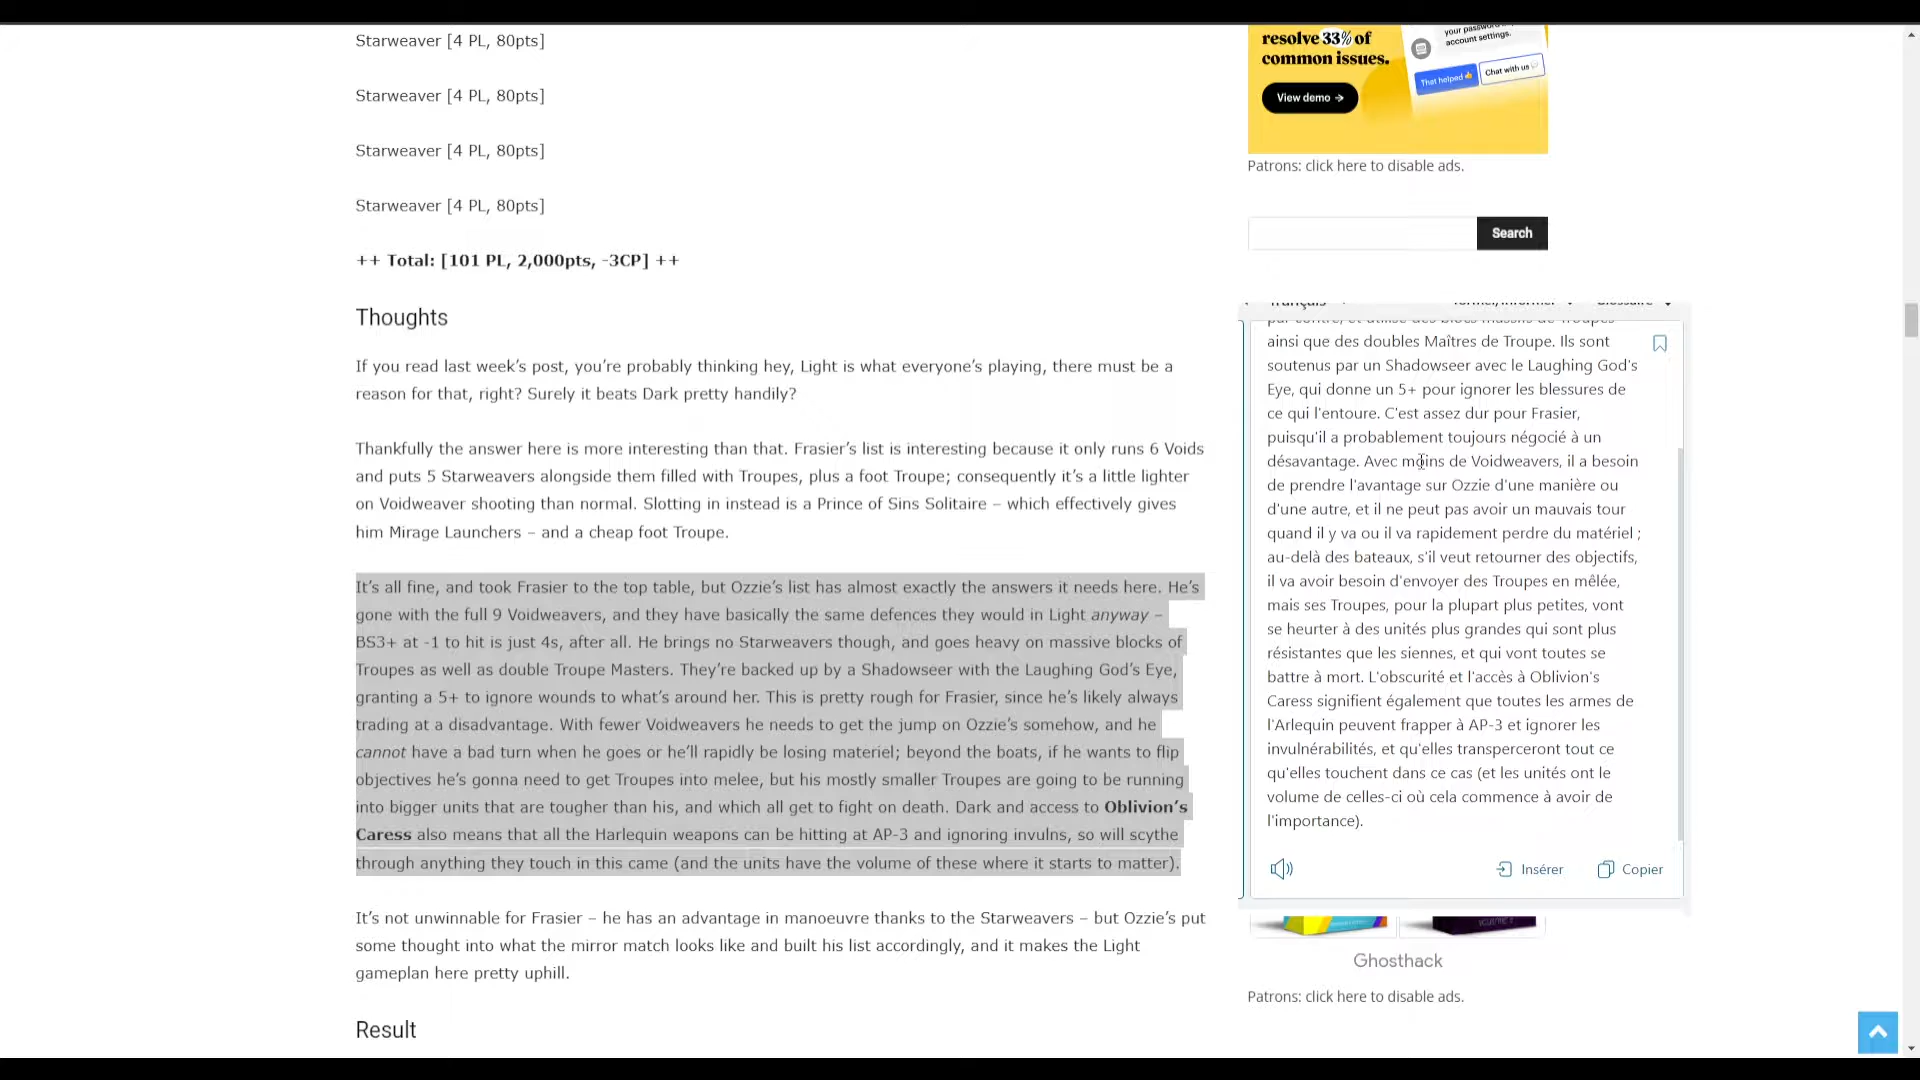 Starweaver [4 PL, 80pts]
Starweaver [4 PL, 80pts]
Starweaver [4 PL, 80pts]
Starweaver [4 PL, 80pts]
++ Total: [101 PL, 2,000pts, -3CP] ++
Thoughts
If you read last week’s post, you’re probably thinking hey, Light is what everyone’s playing, there must be a
reason for that, right? Surely it beats Dark pretty handily?
Thankfully the answer here is more interesting than that. Frasier’s list is interesting because it only runs 6 Voids
and puts 5 Starweavers alongside them filled with Troupes, plus a foot Troupe; consequently it’s a little lighter
on Voidweaver shooting than normal. Slotting in instead is a Prince of Sins Solitaire – which effectively gives
him Mirage Launchers – and a cheap foot Troupe.
It’s all fine, and took Frasier to the top table, but Ozzie’s list has almost exactly the answers it needs here. He’s
gone with the full 9 Voidweavers, and they have basically the same defences they would in Light anyway –
BS3+ at -1 to hit is just 4s, after all. He brings no Starweavers though, and goes heavy on massive blocks of
Troupes as well as double Troupe Masters. They’re backed up by a Shadowseer with the Laughing God’s Eye,
granting a 5+ to ignore wounds to what’s around her. This is pretty rough for Frasier, since he’s likely always
trading at a disadvantage. With fewer Voidweavers he needs to get the jump on Ozzie’s somehow, and he
cannot have a bad turn when he goes or he’ll rapidly be losing materiel; beyond the boats, if he wants to flip
objectives he’s gonna need to get Troupes into melee, but his mostly smaller Troupes are going to be running
into bigger units that are tougher than his, and which all get to fight on death. Dark and access to Oblivion’s
Caress also means that all the Harlequin weapons can be hitting at AP-3 and ignoring invulns, so will scythe
through anything they touch in this came (and the units have the volume of these where it starts to matter).
It’s not unwinnable for Frasier – he has an advantage in manoeuvre thanks to the Starweavers – but Ozzie’s put
some thought into what the mirror match looks like and built his list accordingly, and it makes the Light
gameplan here pretty uphill.
Result
resolve 33% of
common issues.
View demo →
your password
account settings.
That helped
Chat with us
Patrons: click here to disable ads.
Search
français
formel/informel
Glossaire
par contre, et utilise des blocs massifs de Troupes
ainsi que des doubles Maîtres de Troupe. Ils sont
soutenus par un Shadowseer avec le Laughing God's
Eye, qui donne un 5+ pour ignorer les blessures de
ce qui l'entoure. C'est assez dur pour Frasier,
puisqu'il a probablement toujours négocié à un
désavantage. Avec moins de Voidweavers, il a besoin
de prendre l'avantage sur Ozzie d'une manière ou
d'une autre, et il ne peut pas avoir un mauvais tour
quand il y va ou il va rapidement perdre du matériel ;
au-delà des bateaux, s'il veut retourner des objectifs,
il va avoir besoin d'envoyer des Troupes en mêlée,
mais ses Troupes, pour la plupart plus petites, vont
se heurter à des unités plus grandes qui sont plus
résistantes que les siennes, et qui vont toutes se
battre à mort. L'obscurité et l'accès à Oblivion's
Caress signifient également que toutes les armes de
l'Arlequin peuvent frapper à AP-3 et ignorer les
invulnérabilités, et qu'elles transperceront tout ce
qu'elles touchent dans ce cas (et les unités ont le
volume de celles-ci où cela commence à avoir de
l'importance).
Insérer
Copier
Ghosthack
Patrons: click here to disable ads.